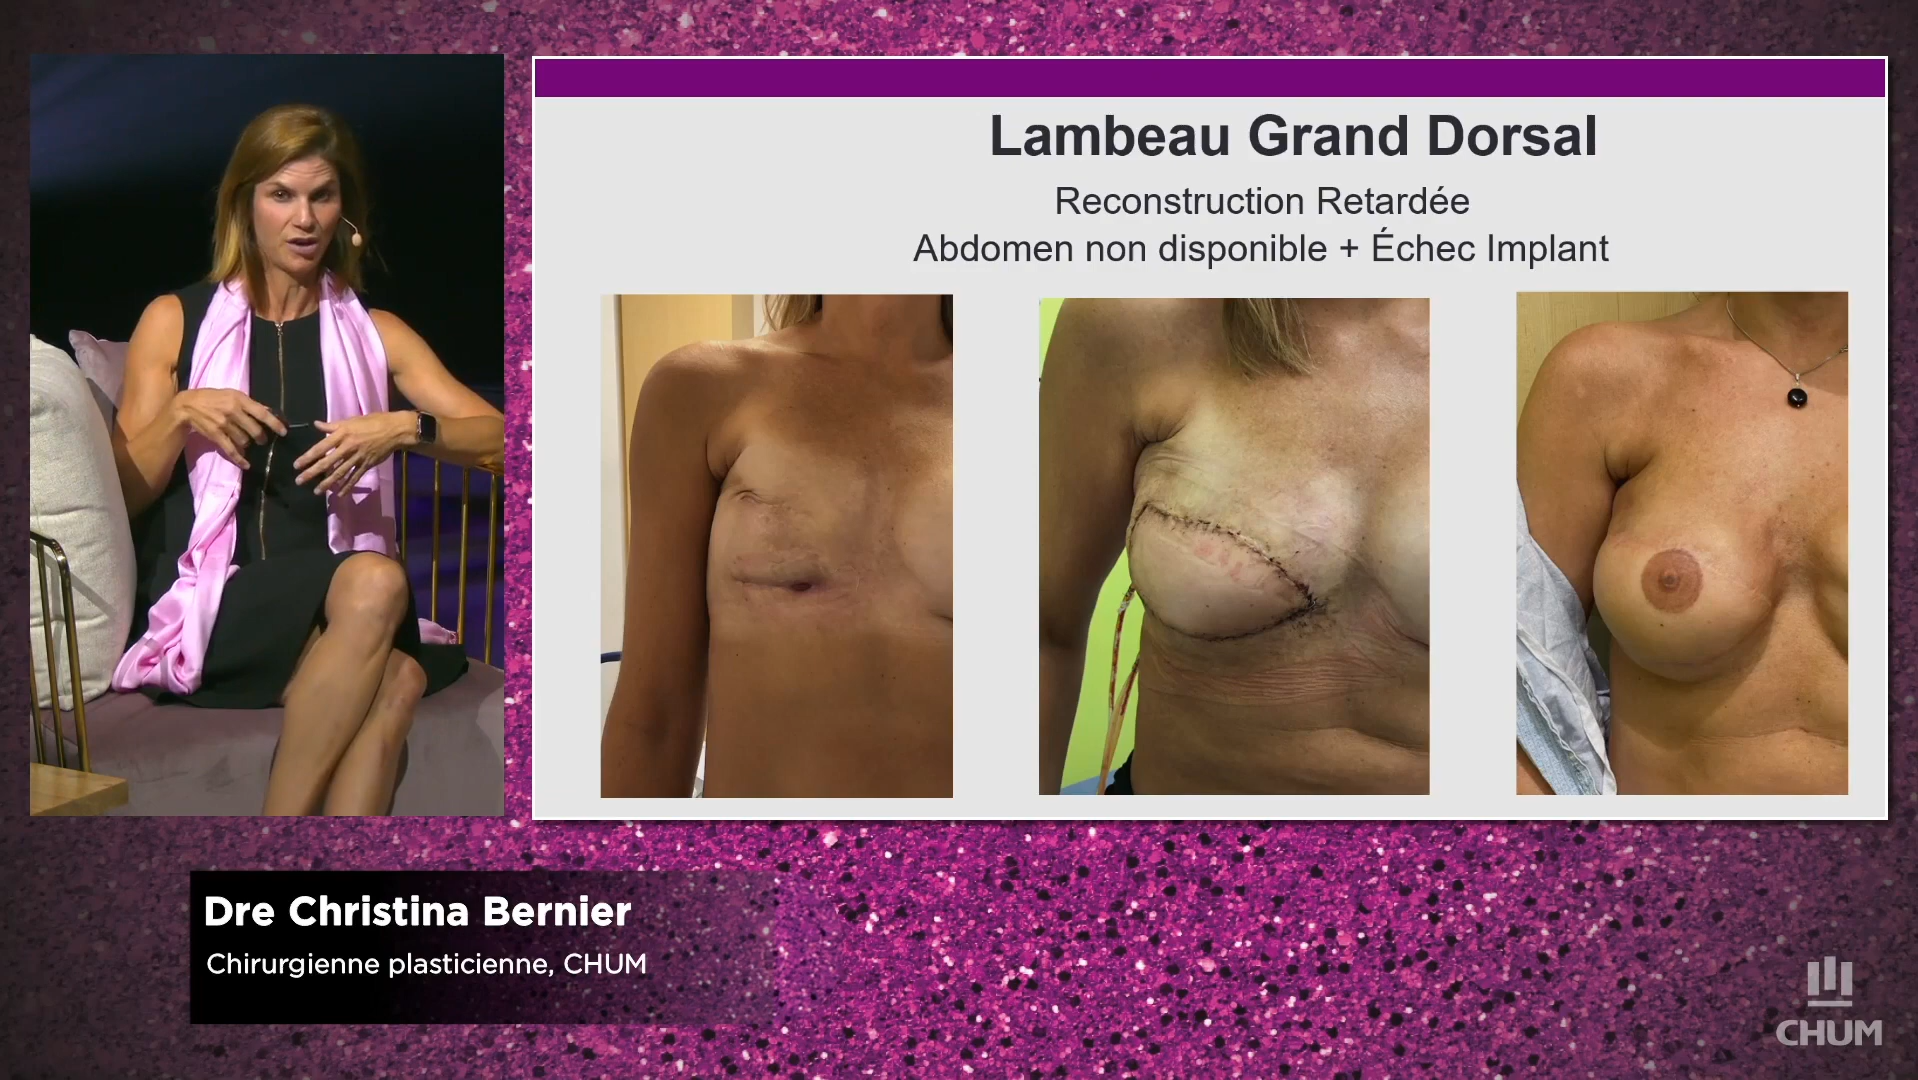 Lambeau Grand Dorsal
Reconstruction Retardée
Abdomen non disponible + Échec Implant
Dre Christina Bernier
Chirurgienne plasticienne, CHUM
CHUM